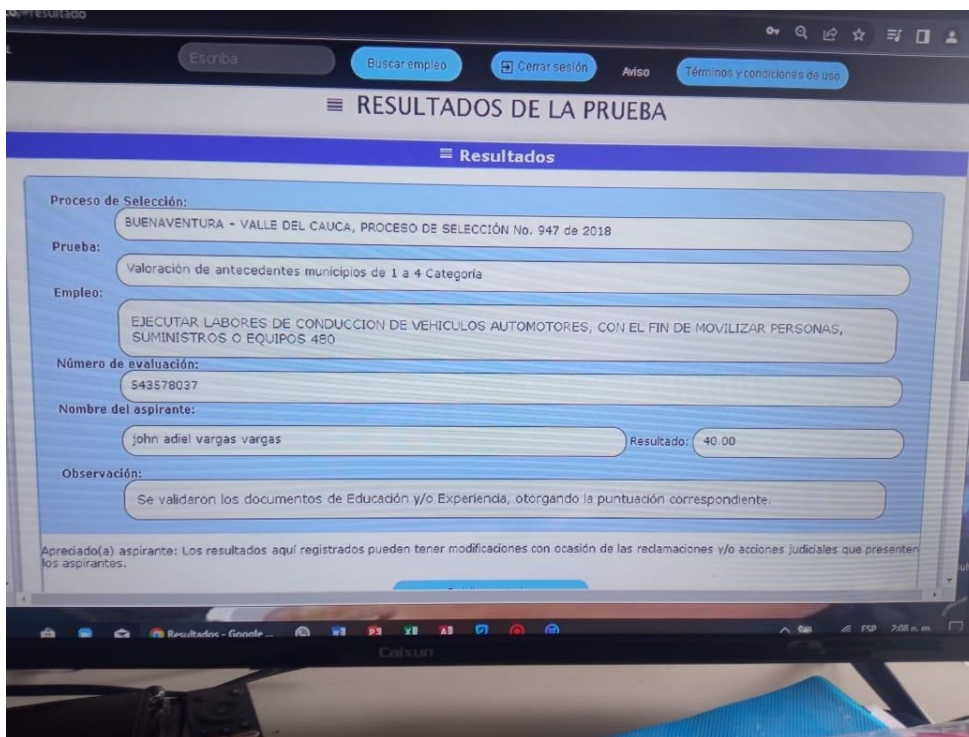 Escriba
Buscar empleo
Cerrar sesión
Aviso
Términos y condiciones de uso
RESULTADOS DE LA PRUEBA
Resultados
Proceso de Selección:
BUENAVENTURA - VALLE DEL CAUCA, PROCESO DE SELECCIÓN No. 947 de 2018
Prueba:
Valoración de antecedentes municipios de 1 a 4 Categoría
Empleo:
EJECUTAR LABORES DE CONDUCCION DE VEHICULOS AUTOMOTORES, CON EL FIN DE MOVILIZAR PERSONAS,
SUMINISTROS O EQUIPOS 480
Número de evaluación:
543578037
Nombre del aspirante:
john adiel vargas vargas
Resultado: 40.00
Observación:
Se validaron los documentos de Educación y/o Experiencia, otorgando la puntuación correspondiente.
Apreciado(a) aspirante: Los resultados aquí registrados pueden tener modificaciones con ocasión de las reclamaciones y/o acciones judiciales que presenten
los aspirantes.
Resultados - Google ...
ESP 2:08 p. m.
Caixun